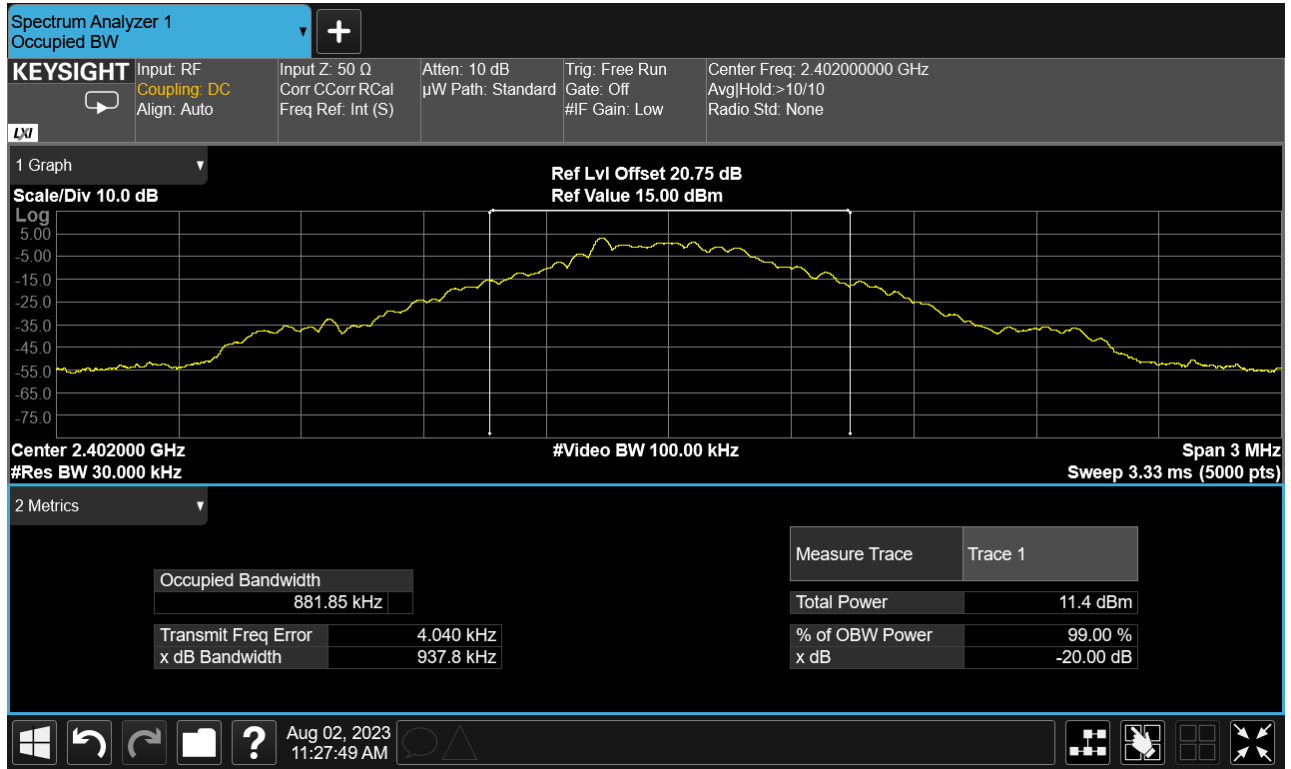 Spectrum Analyzer 1
Occupied BW
+
KEYSIGHT
LXI
Input: RF
Coupling: DC
Align: Auto
Input Z: 50 Ω
Corr CCorr RCal
Freq Ref: Int (S)
Atten: 10 dB
µW Path: Standard
Trig: Free Run
Gate: Off
#IF Gain: Low
Center Freq: 2.402000000 GHz
Avg|Hold:>10/10
Radio Std: None
1 Graph
Scale/Div 10.0 dB
Ref Lvl Offset 20.75 dB
Ref Value 15.00 dBm
Log
5.00
-5.00
-15.0
-25.0
-35.0
-45.0
-55.0
-65.0
-75.0
Center 2.402000 GHz
#Res BW 30.000 kHz
#Video BW 100.00 kHz
Span 3 MHz
Sweep 3.33 ms (5000 pts)
2 Metrics
Occupied Bandwidth
881.85 kHz
Transmit Freq Error 4.040 kHz
x dB Bandwidth 937.8 kHz
Measure Trace Trace 1
Total Power 11.4 dBm
% of OBW Power 99.00 %
x dB -20.00 dB
?
Aug 02, 2023
11:27:49 AM